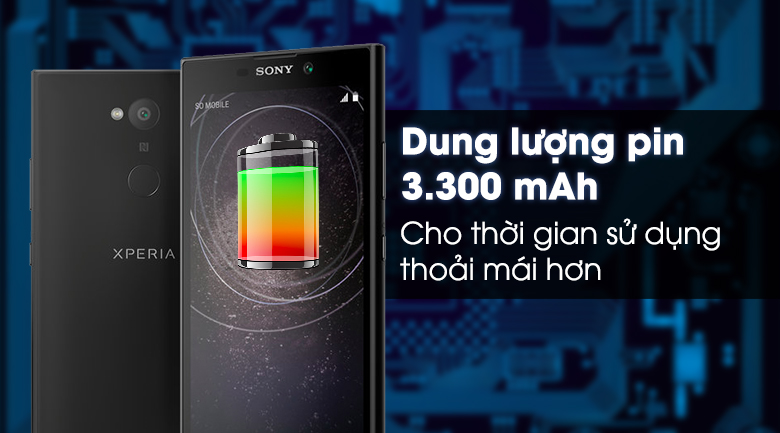 SONY
SO MOBILE
XPERIA
Dung lượng pin
3.300 mAh
Cho thời gian sử dụng
thoải mái hơn